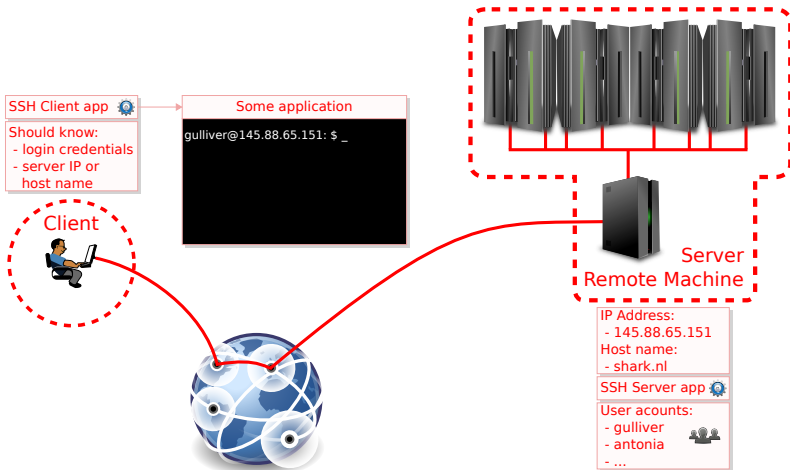 SSH Client app
Should know:
- login credentials
- server IP or
host name
Some application
gulliver@145.88.65.151: $ _
Client
Server
Remote Machine
IP Address:
- 145.88.65.151
Host name:
- shark.nl
SSH Server app
User acounts:
- gulliver
- antonia
- ...